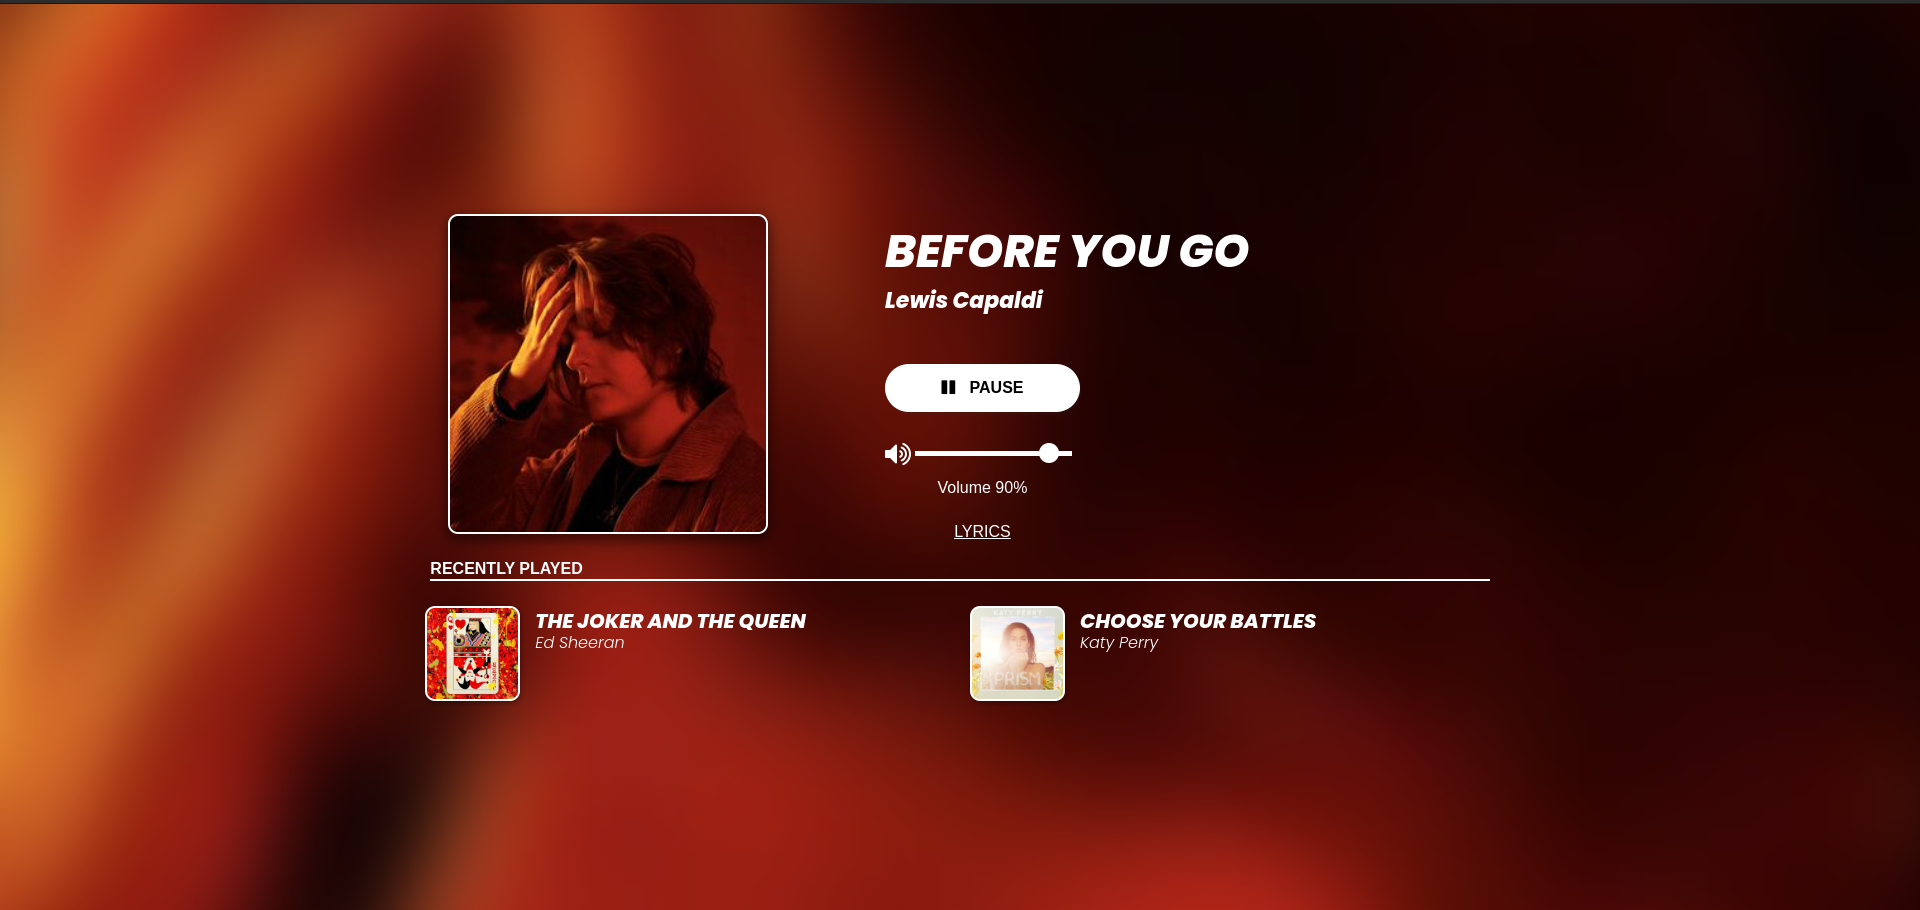 BEFORE YOU GO
Lewis Capaldi
PAUSE
Volume 90%
LYRICS
RECENTLY PLAYED
THE JOKER AND THE QUEEN
Ed Sheeran
CHOOSE YOUR BATTLES
Katy Perry
PRISM